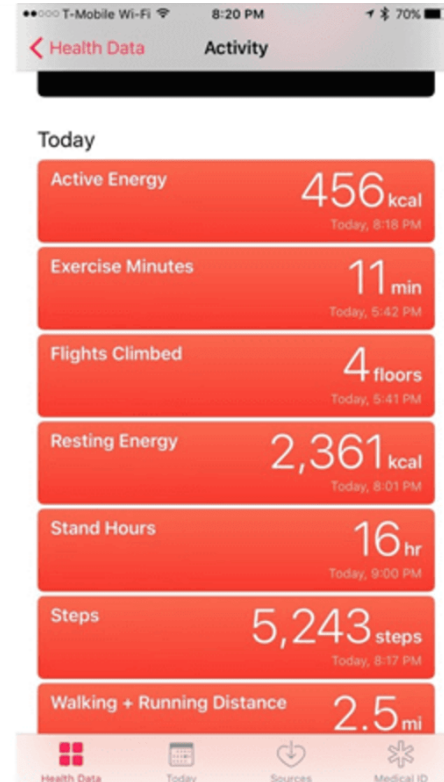 T-Mobile Wi-Fi 8:20 PM 70%
Health Data Activity
Today
Active Energy 456 kcal
Today, 8:18 PM
Exercise Minutes 11 min
Today, 5:42 PM
Flights Climbed 4 floors
Today, 5:41 PM
Resting Energy 2,361 kcal
Today, 8:01 PM
Stand Hours 16 hr
Today, 9:00 PM
Steps 5,243 steps
Today, 8:17 PM
Walking + Running Distance 2.5 mi
Health Data Today Sources Medical ID